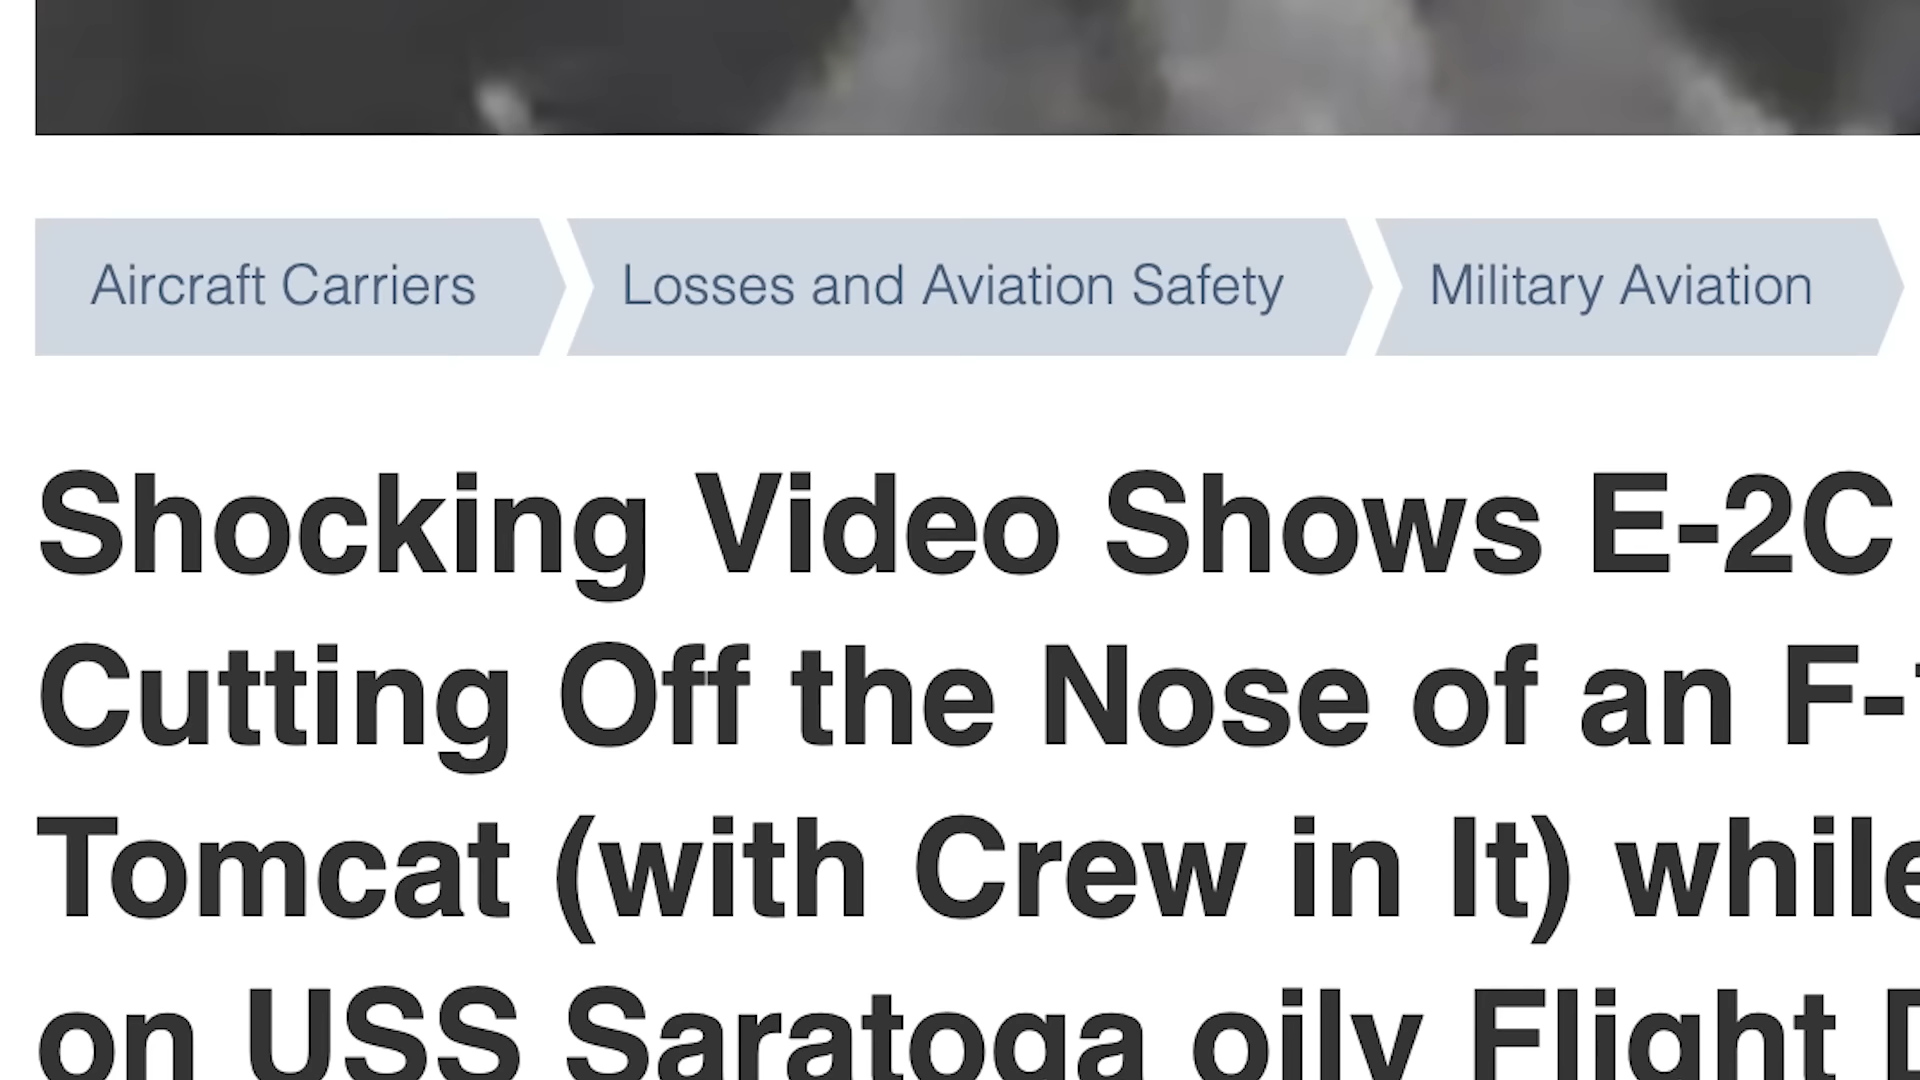 Aircraft Carriers Losses and Aviation Safety Military Aviation
Shocking Video Shows E-2C
Cutting Off the Nose of an F-
Tomcat (with Crew in It) while
on USS Saratoga oily Flight